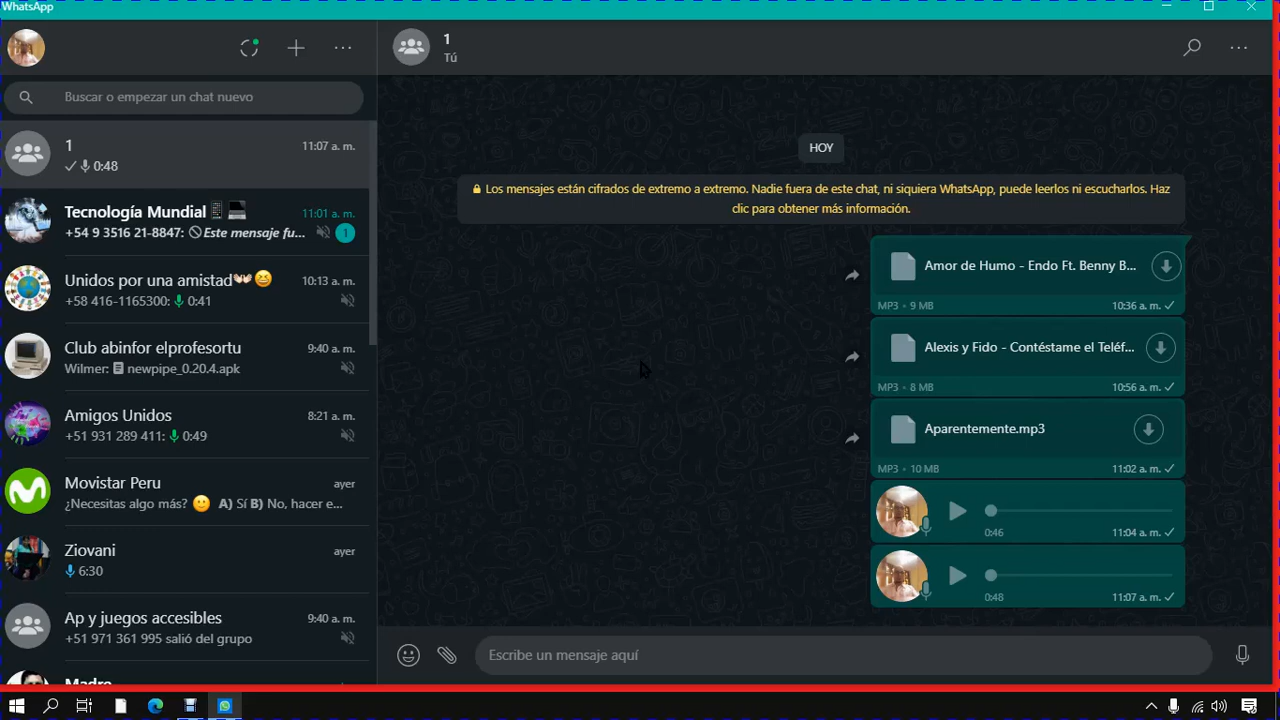 WhatsApp
Buscar o empezar un chat nuevo
1
11:07 a. m.
0:48
Tecnología Mundial
11:01 a. m.
+54 9 3516 21-8847: Este mensaje fu...
1
Unidos por una amistad
10:13 a. m.
+58 416-1165300: 0:41
Club abinfor elprofesortu
9:40 a. m.
Wilmer: newpipe_0.20.4.apk
Amigos Unidos
8:21 a. m.
+51 931 289 411: 0:49
Movistar Peru
ayer
¿Necesitas algo más? A) Sí B) No, hacer e...
Ziovani
ayer
6:30
Ap y juegos accesibles
9:40 a. m.
+51 971 361 995 salió del grupo
Madre
1
Tú
HOY
Los mensajes están cifrados de extremo a extremo. Nadie fuera de este chat, ni siquiera WhatsApp, puede leerlos ni escucharlos. Haz
clic para obtener más información.
Amor de Humo - Endo Ft. Benny B...
MP3 • 9 MB
10:36 a. m.
Alexis y Fido - Contéstame el Teléf...
MP3 • 8 MB
10:56 a. m.
Aparentemente.mp3
MP3 • 10 MB
11:02 a. m.
0:46
11:04 a. m.
0:48
11:07 a. m.
Escribe un mensaje aquí